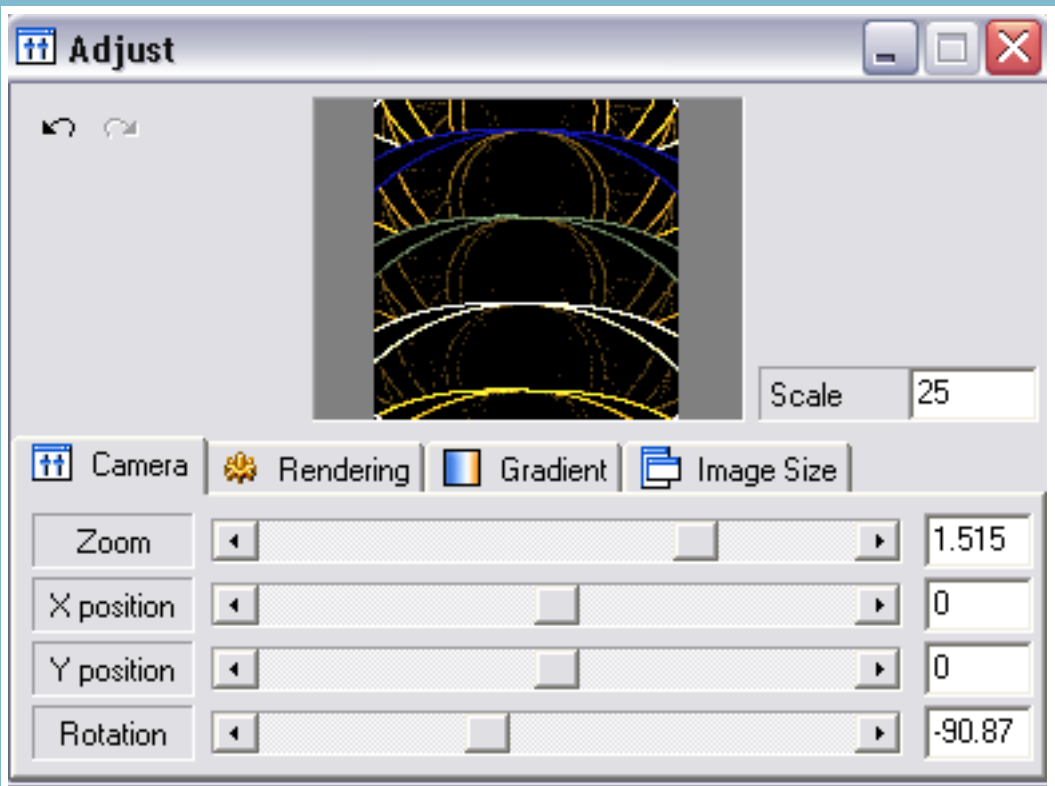 Adjust
Scale 25
Camera Rendering Gradient Image Size
Zoom 1.515
X position 0
Y position 0
Rotation -90.87